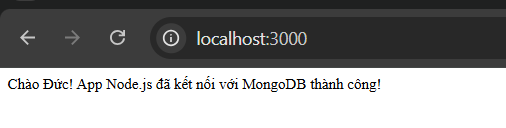 localhost:3000
Chào Đức! App Node.js đã kết nối với MongoDB thành công!